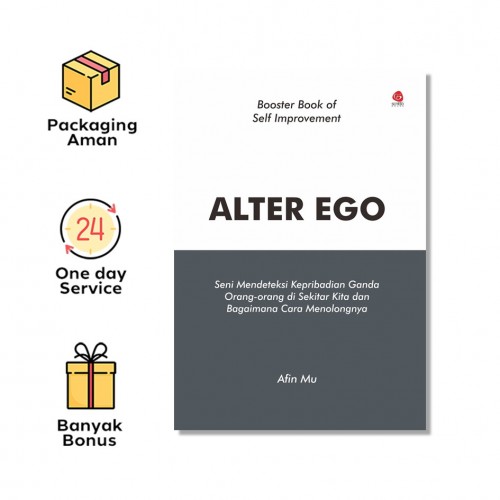 Packaging
Aman
24
One day
Service
Banyak
Bonus
Booster Book of
Self Improvement
ALTER EGO
Seni Mendeteksi Kepribadian Ganda
Orang-orang di Sekitar Kita dan
Bagaimana Cara Menolongnya
Afin Mu